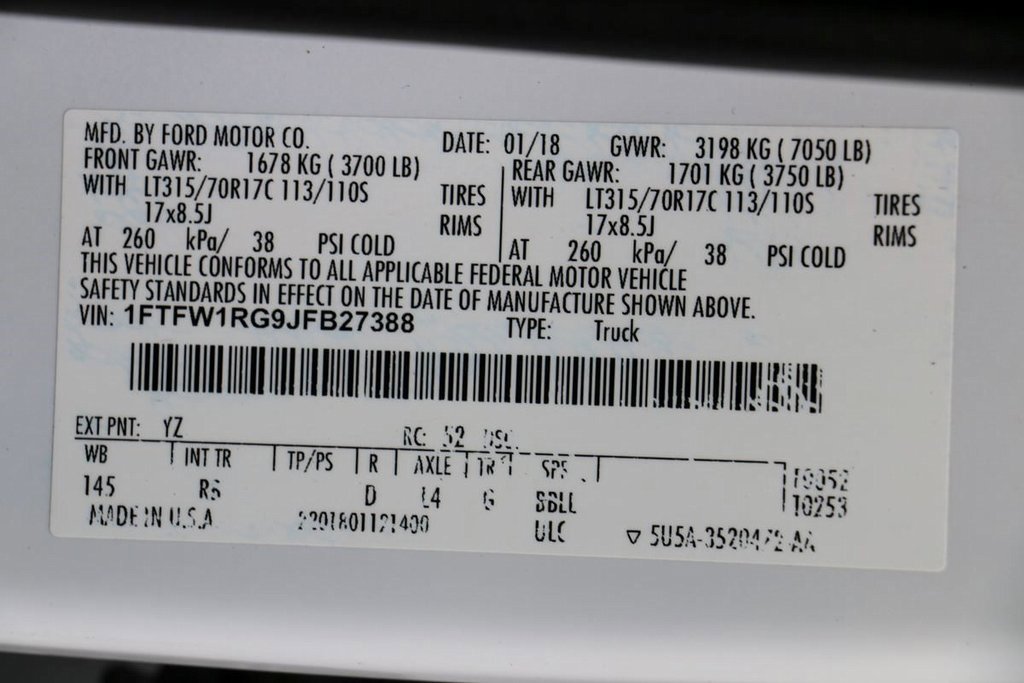 MFD. BY FORD MOTOR CO. DATE: 01/18 GVWR: 3198 KG ( 7050 LB)
FRONT GAWR: 1678 KG ( 3700 LB) REAR GAWR: 1701 KG ( 3750 LB)
WITH LT315/70R17C 113/110S TIRES WITH LT315/70R17C 113/110S TIRES
17x8.5J RIMS 17x8.5J RIMS
AT 260 kPa/ 38 PSI COLD AT 260 kPa/ 38 PSI COLD
THIS VEHICLE CONFORMS TO ALL APPLICABLE FEDERAL MOTOR VEHICLE
SAFETY STANDARDS IN EFFECT ON THE DATE OF MANUFACTURE SHOWN ABOVE.
VIN: 1FTFW1RG9JFB27388 TYPE: Truck
EXT PNT: YZ RC: 52 DSO:
WB INT TR TP/PS R AXLE TR SPR
145 D L4 G
10253
MADE IN U.S.A ULC